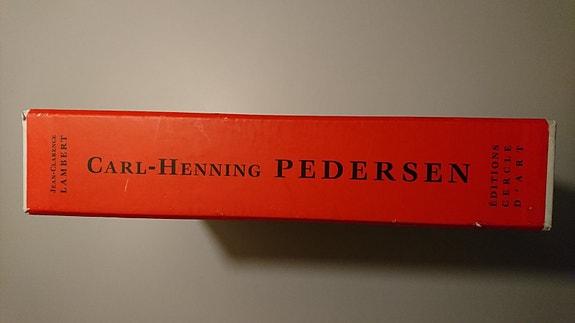 JEAN-CLARENCE
LAMBERT
CARL-HENNING PEDERSEN
ÉDITIONS
CERCLE
D'ART